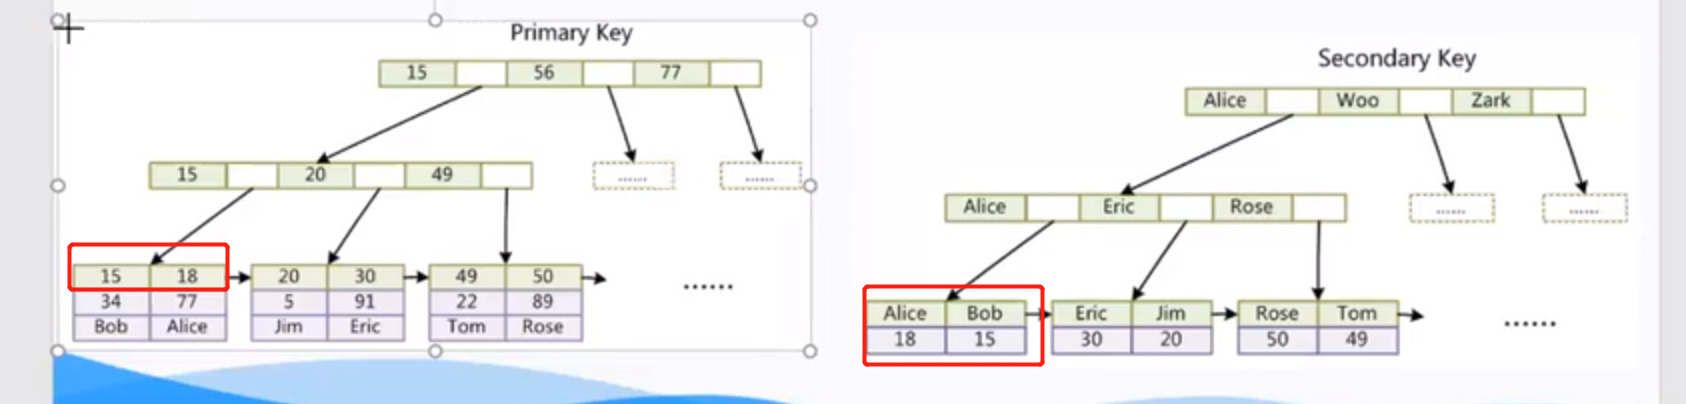 Primary Key
15 56 77
15 20 49
...... ......
15 18 20 30 49 50
34 77 5 91 22 89
Bob Alice Jim Eric Tom Rose
......
Secondary Key
Alice Woo Zark
Alice Eric Rose
...... ......
Alice Bob Eric Jim Rose Tom
18 15 30 20 50 49
......